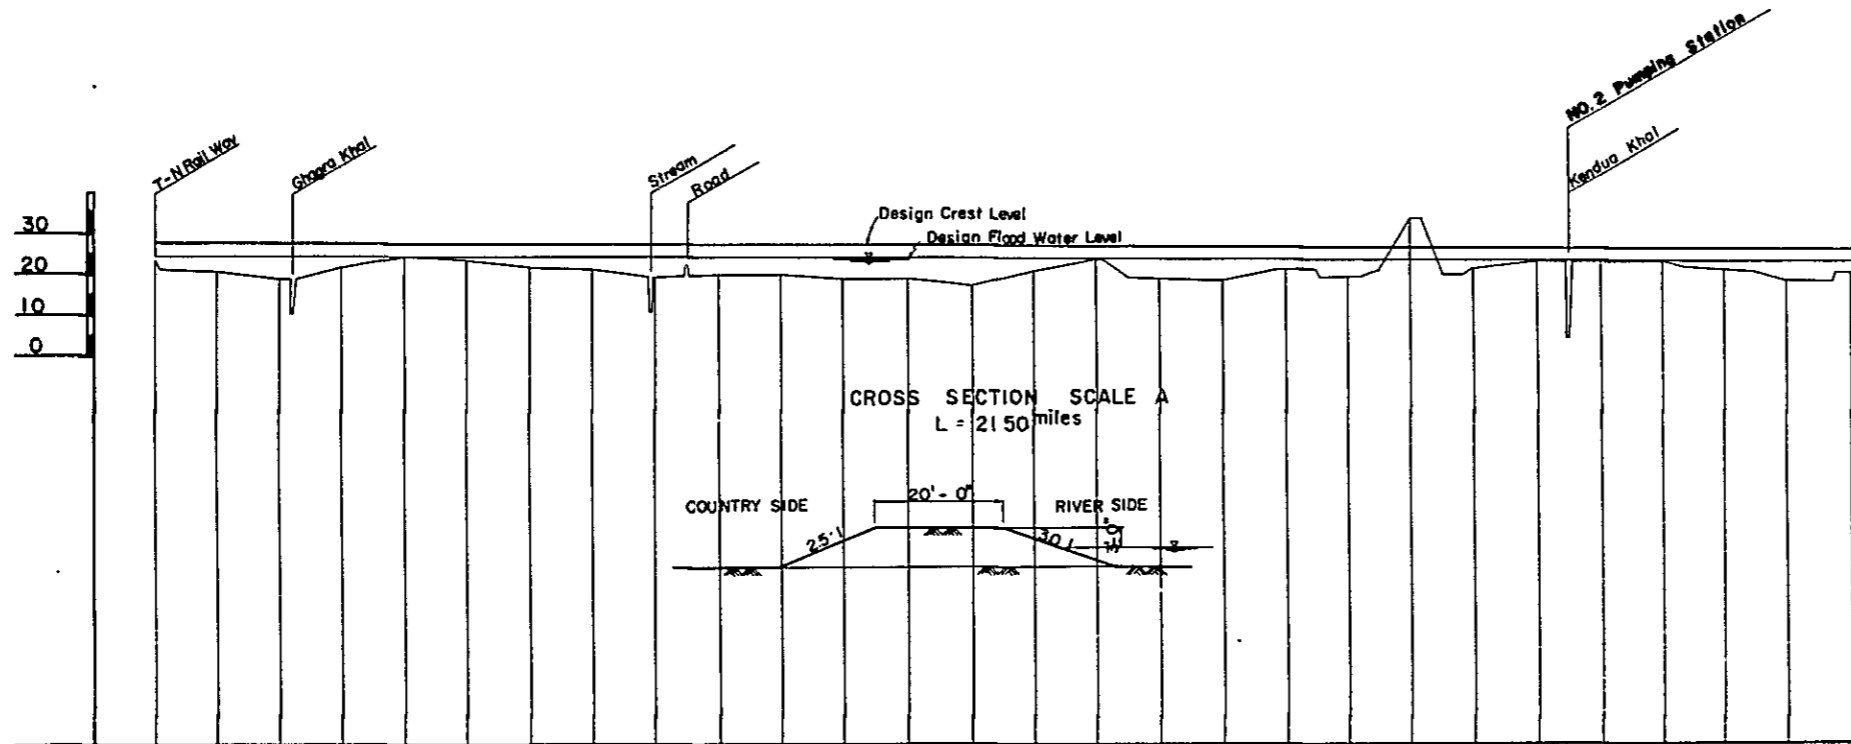 NO. 2 Pumping Station
T-N Rail Way
Ghagra Khal
Stream
Road
Kendua Khal
30
20
10
0
Design Crest Level
Design Flood Water Level
CROSS SECTION SCALE A
L = 21 50 miles
COUNTRY SIDE
20' - 0"
RIVER SIDE
2.5 : 1
3.0 : 1